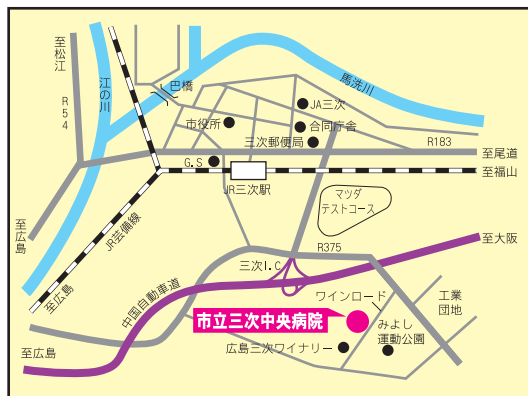 至松江
R54
江の川
巴橋
馬洗川
JA三次
市役所
合同庁舎
三次郵便局
R183
G.S
至尾道
至福山
JR三次駅
マツダ
テストコース
至広島
JR芸備線
R375
至大阪
三次I.C
至広島
中国自動車道
ワインロード
工業
団地
市立三次中央病院
みよし
運動公園
広島三次ワイナリー
至広島